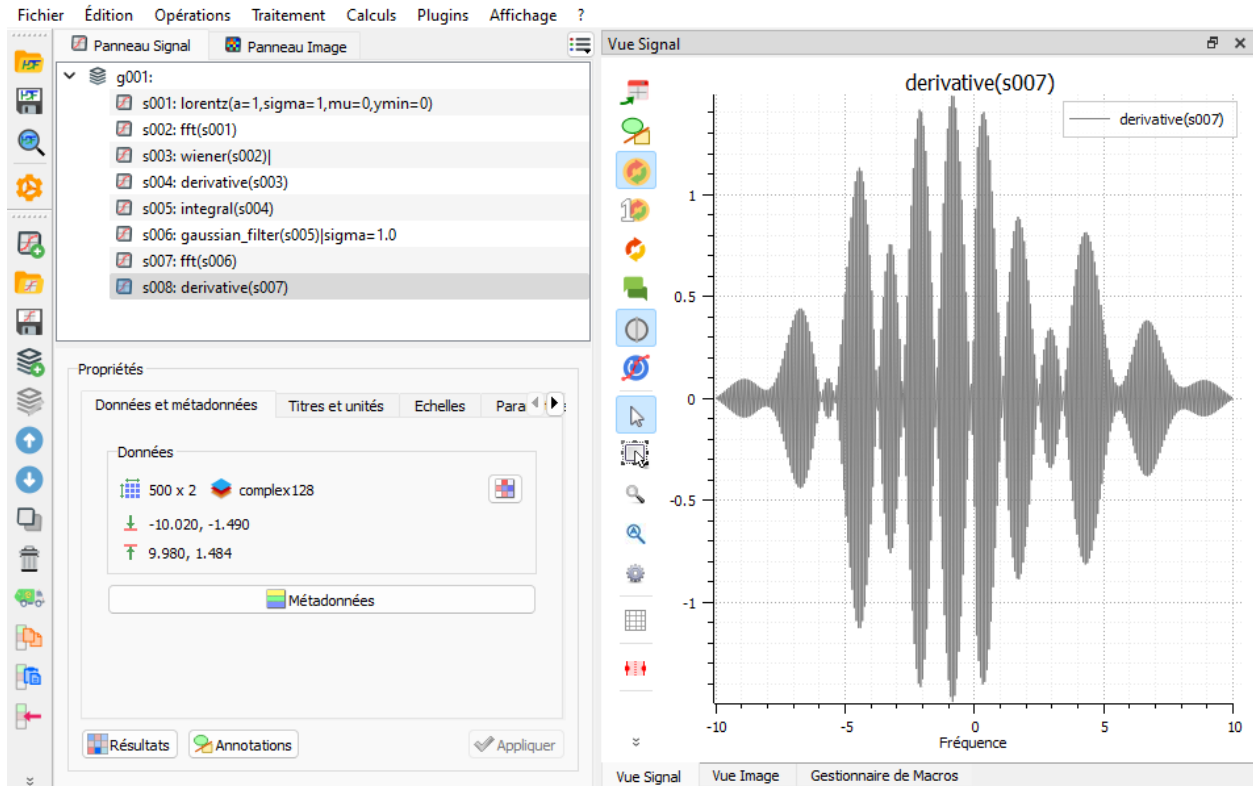 Fichier Édition Opérations Traitement Calculs Plugins Affichage ?
Panneau Signal Panneau Image
g001:
s001: lorentz(a=1,sigma=1,mu=0,ymin=0)
s002: fft(s001)
s003: wiener(s002)|
s004: derivative(s003)
s005: integral(s004)
s006: gaussian_filter(s005)|sigma=1.0
s007: fft(s006)
s008: derivative(s007)
Propriétés
Données et métadonnées Titres et unités Echelles Para
Données
500 x 2 complex128
-10.020, -1.490
9.980, 1.484
Métadonnées
Résultats Annotations Appliquer
Vue Signal
derivative(s007)
derivative(s007)
1
0.5
0
-0.5
-1
-10 -5 0 5 10
Fréquence
Vue Signal Vue Image Gestionnaire de Macros